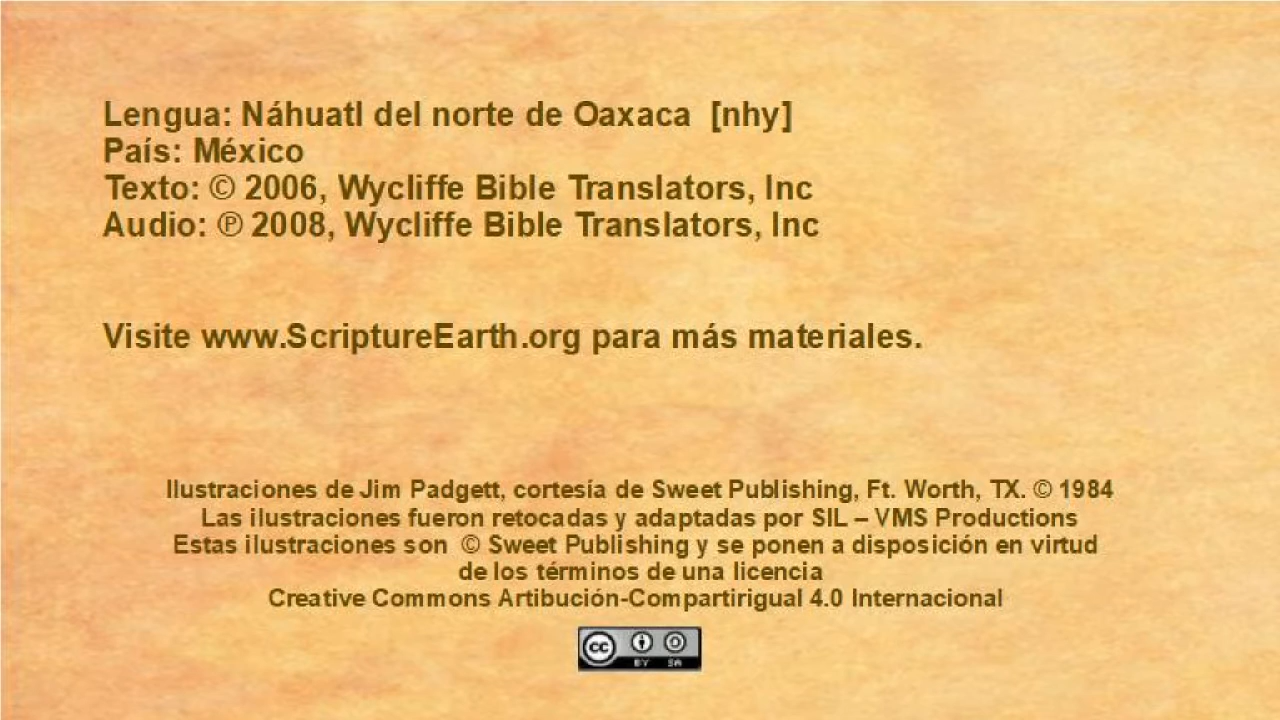 Lengua: Náhuatl del norte de Oaxaca [nhy]
País: México
Texto: © 2006, Wycliffe Bible Translators, Inc
Audio: ℗ 2008, Wycliffe Bible Translators, Inc
Visite www.ScriptureEarth.org para más materiales.
Ilustraciones de Jim Padgett, cortesía de Sweet Publishing, Ft. Worth, TX. © 1984
Las ilustraciones fueron retocadas y adaptadas por SIL – VMS Productions
Estas ilustraciones son © Sweet Publishing y se ponen a disposición en virtud
de los términos de una licencia
Creative Commons Artibución-Compartirigual 4.0 Internacional
cc BY SA